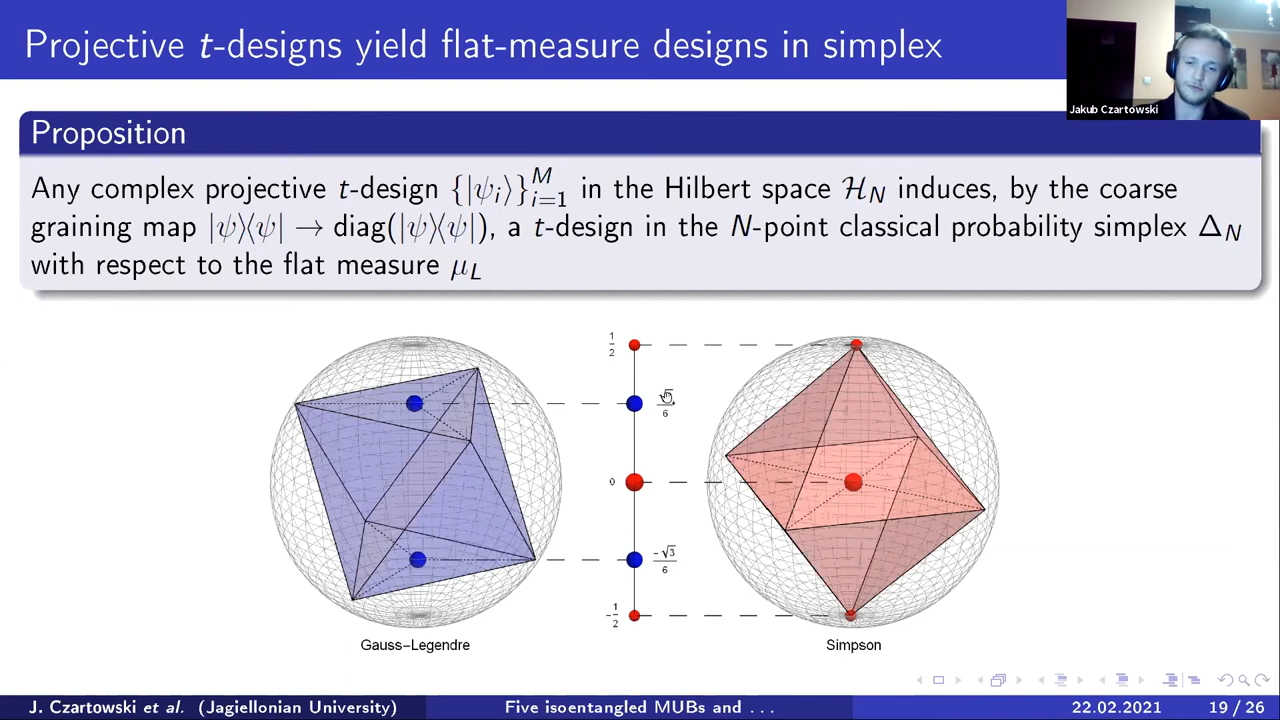 Projective t-designs yield flat-measure designs in simplex
Jakub Czartowski
Proposition
Any complex projective t-design {|ψᵢ⟩}ᴹᵢ₌₁ in the Hilbert space ℋ_N induces, by the coarse
graining map |ψ⟩⟨ψ| → diag(|ψ⟩⟨ψ|), a t-design in the N-point classical probability simplex Δ_N
with respect to the flat measure μ_L
1/2
6
0
-√3/6
-1/2
Gauss–Legendre
Simpson
J. Czartowski et al. (Jagiellonian University)
Five isoentangled MUBs and . . .
22.02.2021
19 / 26